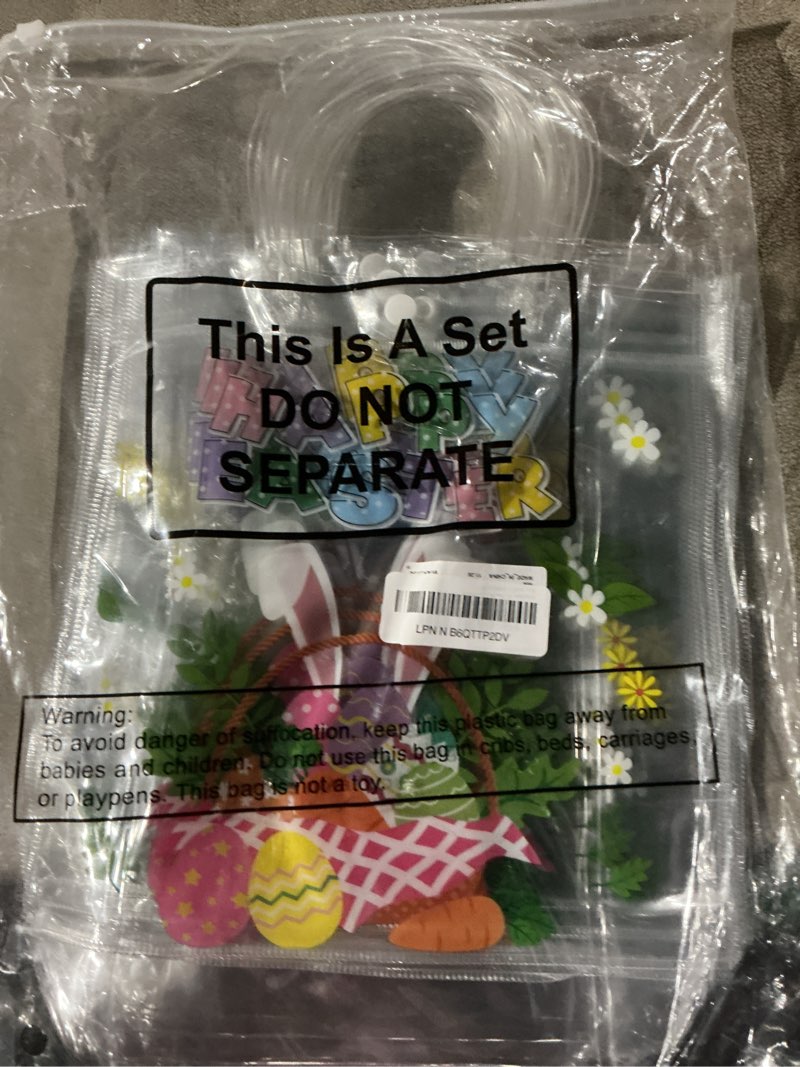 This Is A Set
DO NOT
SEPARATE
HAPPY
EASTER
LPN N B6QTTP2DV
Warning:
To avoid danger of suffocation. keep this plastic bag away from
babies and children. Do not use this bag in cribs, beds, carriages,
or playpens. This bag is not a toy.